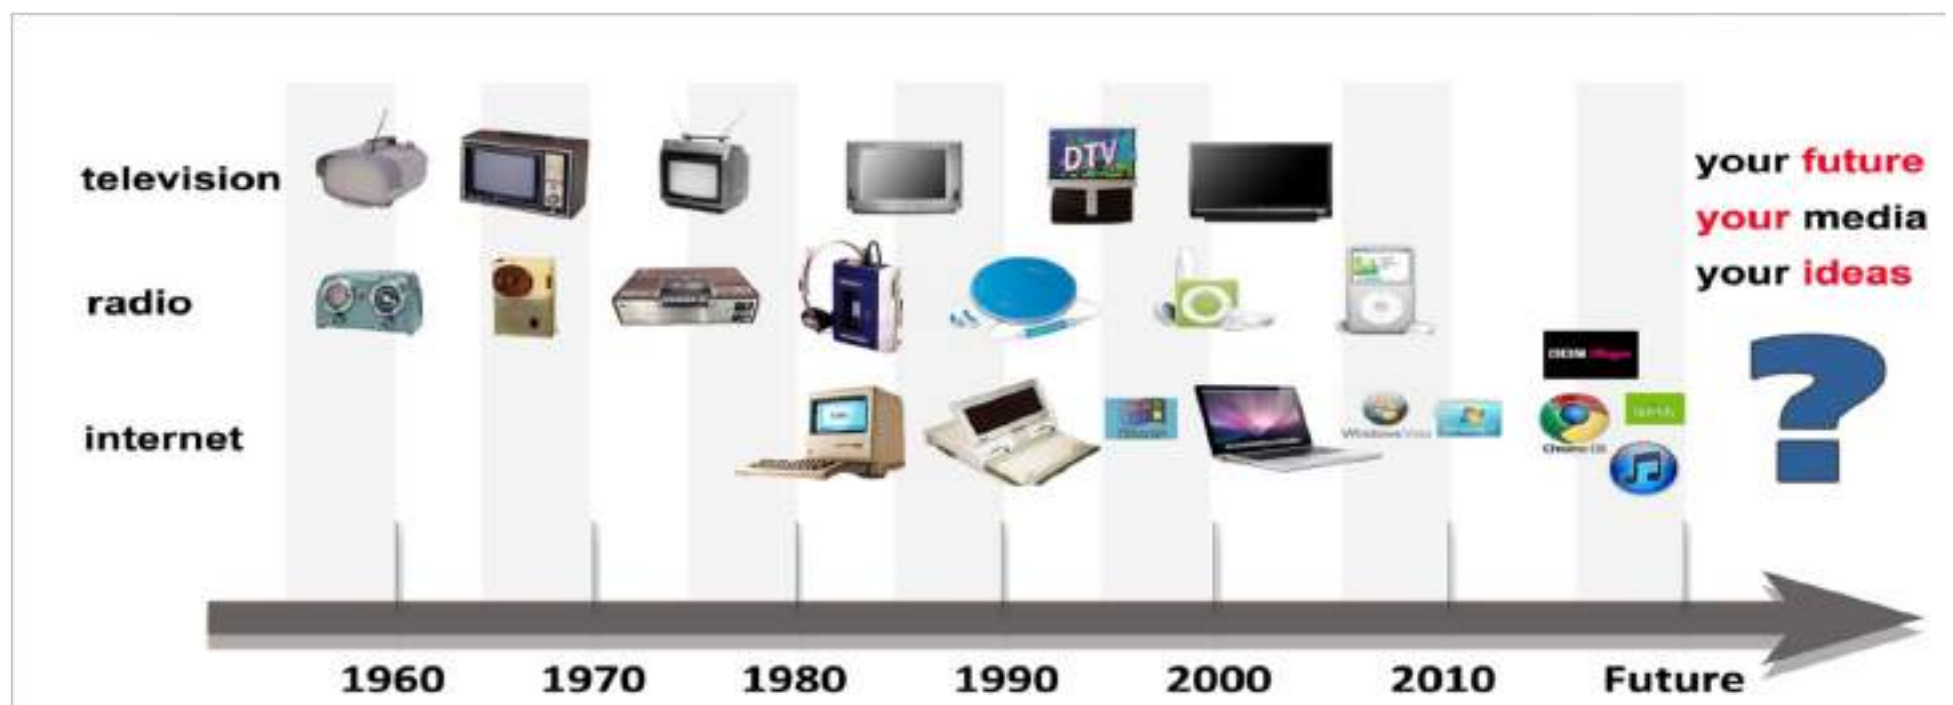 television
DTV
your future
your media
radio
your ideas
internet
1960 1970 1980 1990 2000 2010 Future